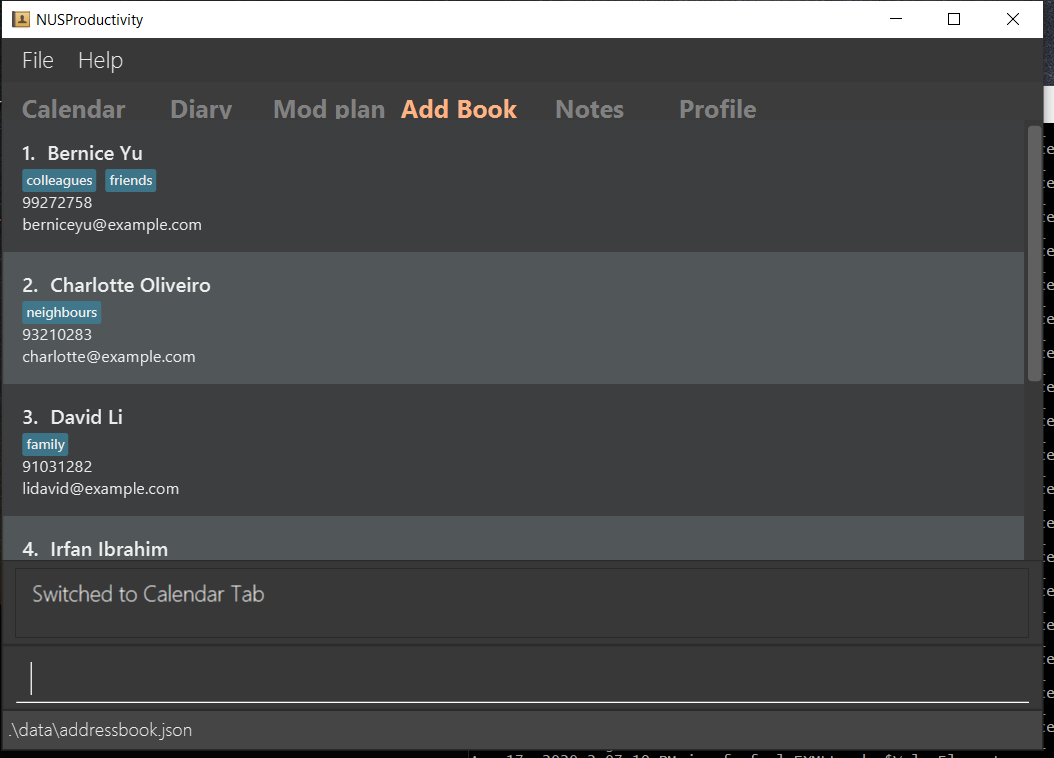 NUSProductivity
File Help
Calendar Diary Mod plan Add Book Notes Profile
1. Bernice Yu
colleagues friends
99272758
berniceyu@example.com
2. Charlotte Oliveiro
neighbours
93210283
charlotte@example.com
3. David Li
family
91031282
lidavid@example.com
4. Irfan Ibrahim
Switched to Calendar Tab
.\data\addressbook.json